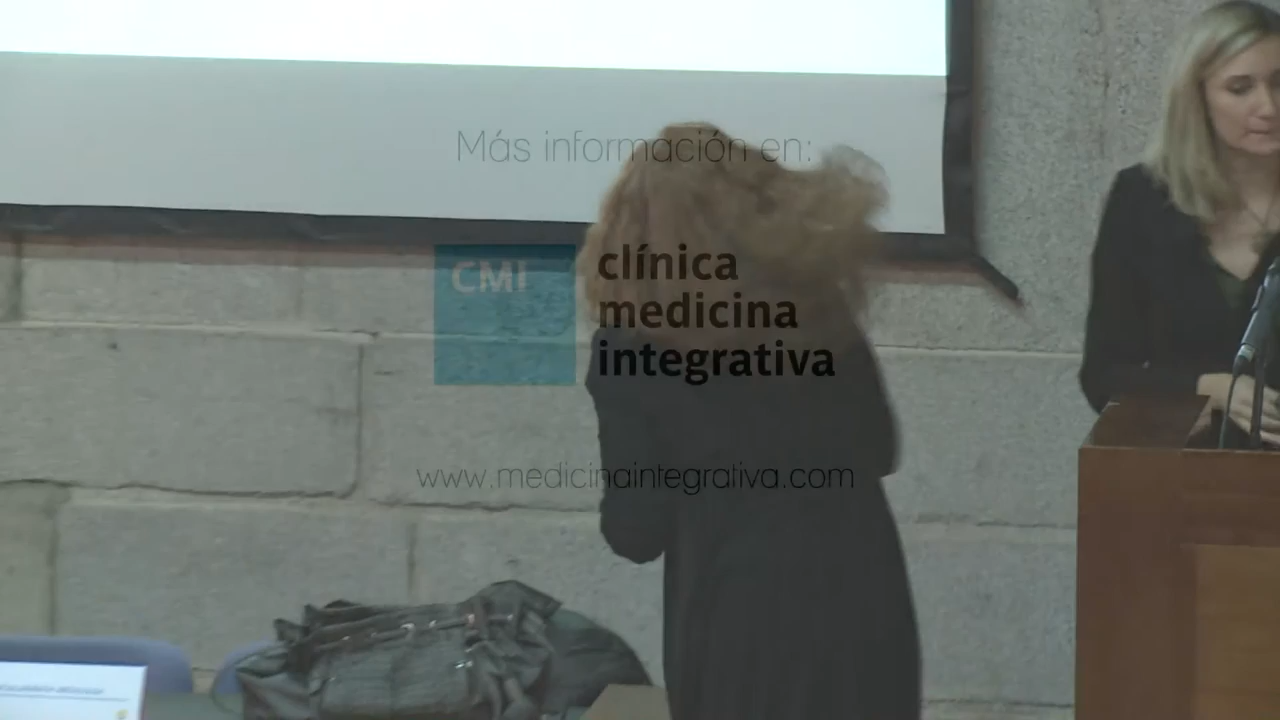 Más información en:
CMI
clínica
medicina
integrativa
www.medicinaintegrativa.com